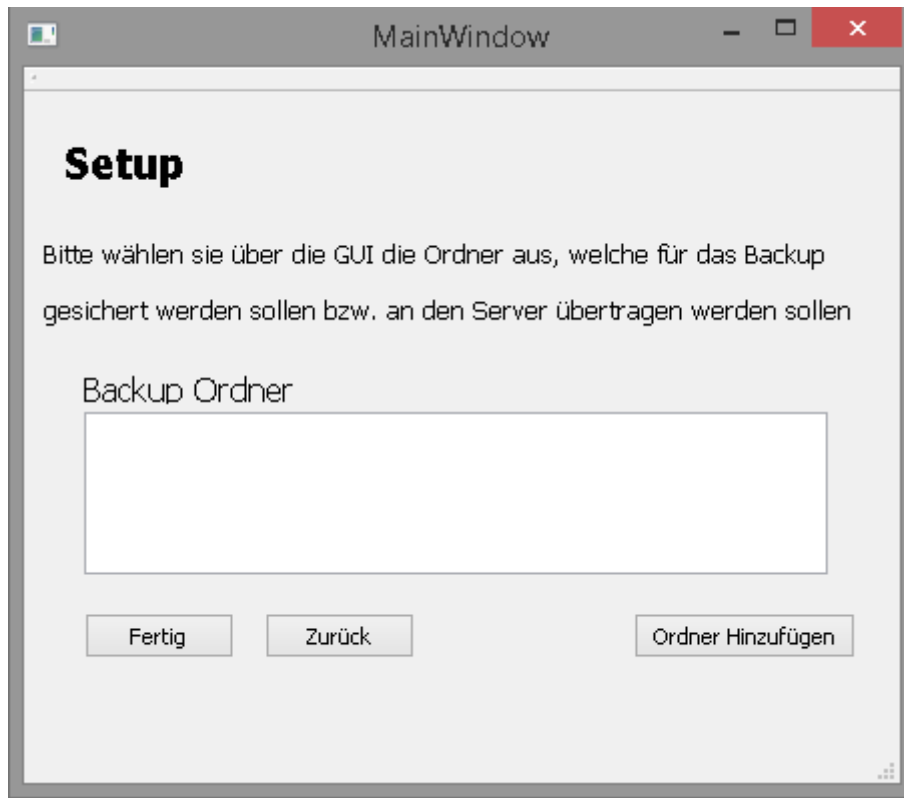 MainWindow
Setup
Bitte wählen sie über die GUI die Ordner aus, welche für das Backup
gesichert werden sollen bzw. an den Server übertragen werden sollen
Backup Ordner
Fertig Zurück Ordner Hinzufügen